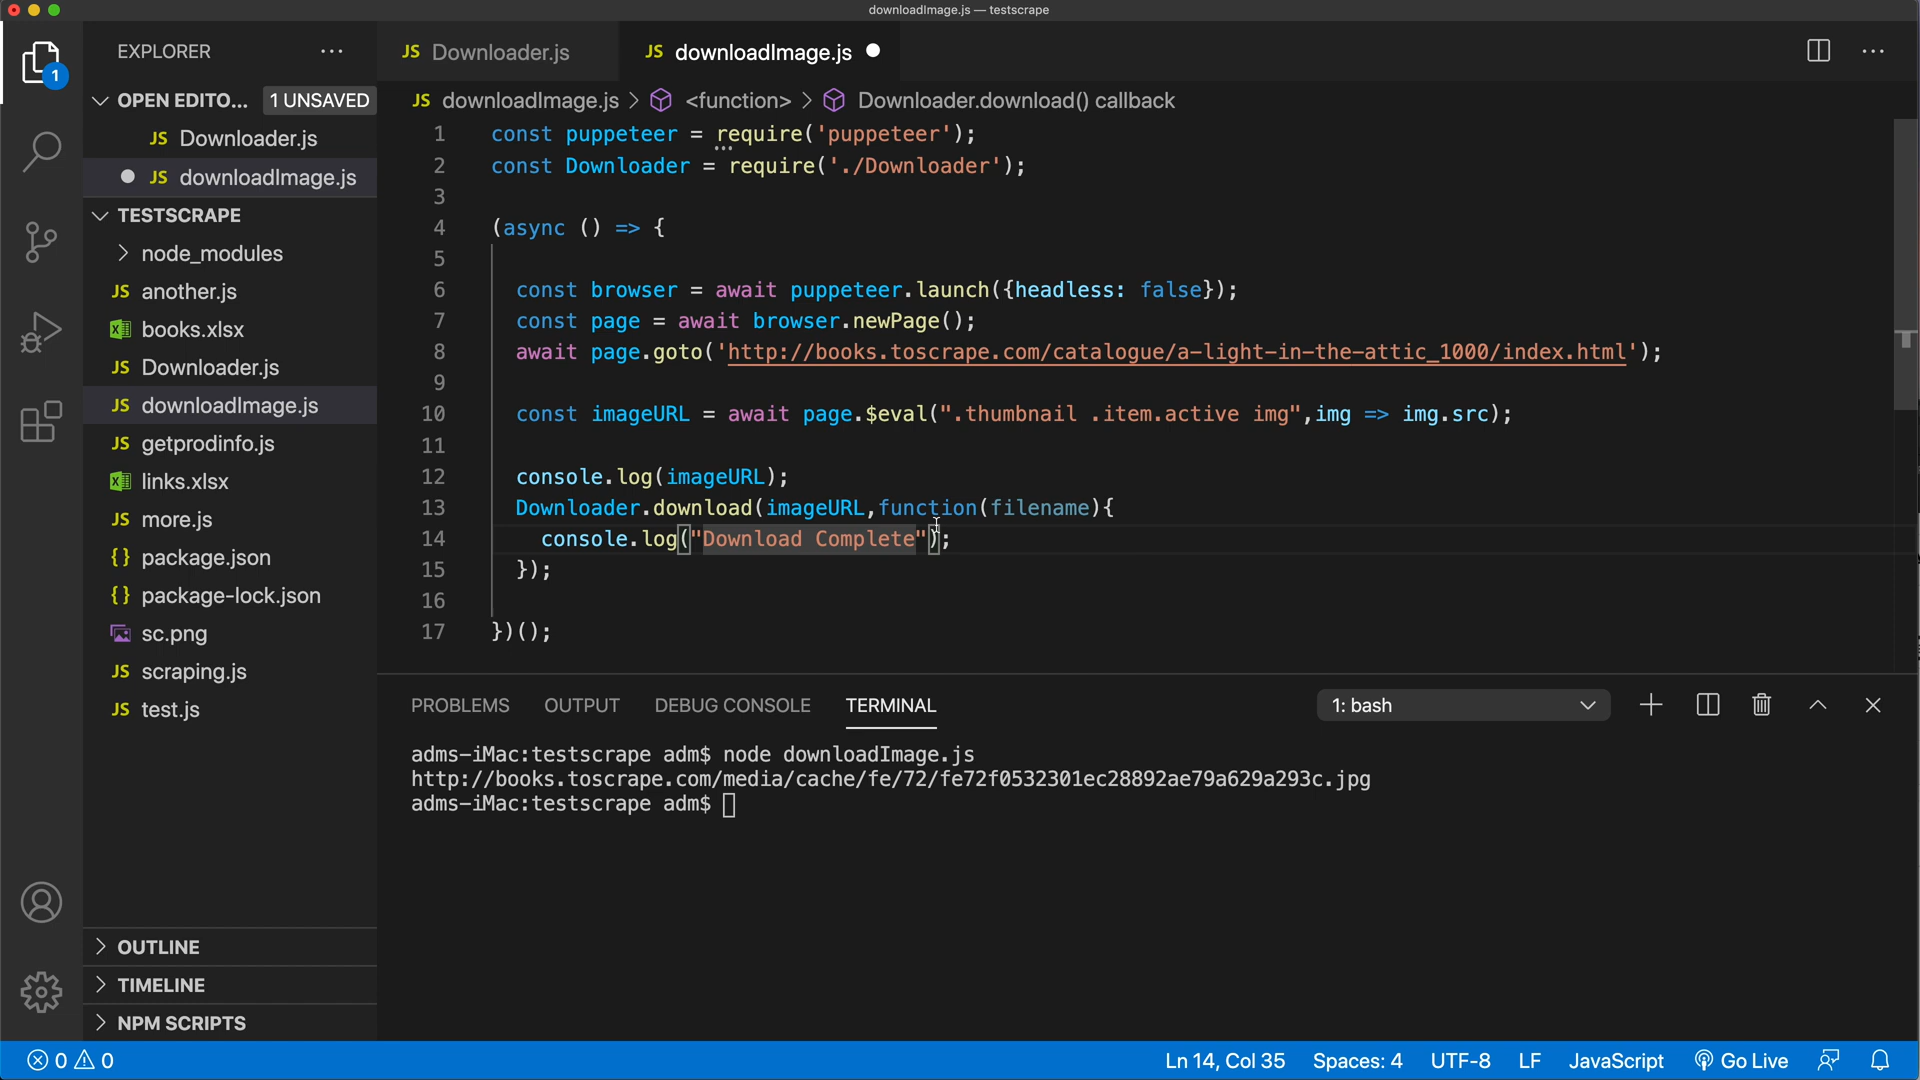 downloadImage.js — testscrape
EXPLORER
JS Downloader.js
JS downloadImage.js
1
OPEN EDITO... 1 UNSAVED
JS Downloader.js
JS downloadImage.js
TESTSCRAPE
node_modules
JS another.js
books.xlsx
JS Downloader.js
JS downloadImage.js
JS getprodinfo.js
links.xlsx
JS more.js
{} package.json
{} package-lock.json
sc.png
JS scraping.js
JS test.js
OUTLINE
TIMELINE
NPM SCRIPTS
JS downloadImage.js > <function> > Downloader.download() callback
1 const puppeteer = require('puppeteer');
2 const Downloader = require('./Downloader');
3
4 (async () => {
5
6 const browser = await puppeteer.launch({headless: false});
7 const page = await browser.newPage();
8 await page.goto('http://books.toscrape.com/catalogue/a-light-in-the-attic_1000/index.html');
9
10 const imageURL = await page.$eval(".thumbnail .item.active img",img => img.src);
11
12 console.log(imageURL);
13 Downloader.download(imageURL,function(filename){
14 console.log("Download Complete");
15 });
16
17 })();
PROBLEMS OUTPUT DEBUG CONSOLE TERMINAL 1: bash
adms-iMac:testscrape adm$ node downloadImage.js
http://books.toscrape.com/media/cache/fe/72/fe72f0532301ec28892ae79a629a293c.jpg
adms-iMac:testscrape adm$
0 0 Ln 14, Col 35 Spaces: 4 UTF-8 LF JavaScript Go Live